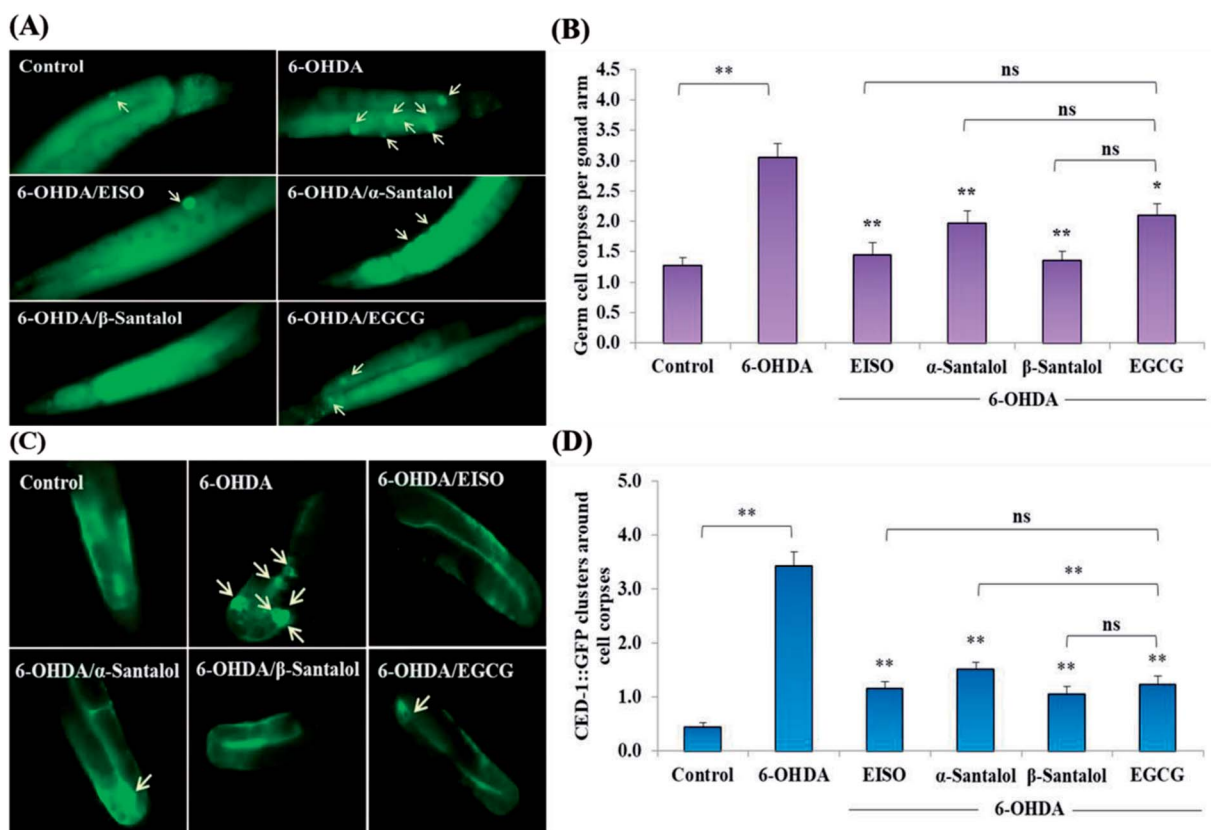 (A)
Control
6-OHDA
6-OHDA/EISO
6-OHDA/α-Santalol
6-OHDA/β-Santalol
6-OHDA/EGCG
(B)
Germ cell corpses per gonad arm
4.5
4.0
3.5
3.0
2.5
2.0
1.5
1.0
0.5
0.0
**
ns
ns
ns
**
**
**
*
Control
6-OHDA
EISO
α-Santalol
β-Santalol
EGCG
6-OHDA
(C)
Control
6-OHDA
6-OHDA/EISO
6-OHDA/α-Santalol
6-OHDA/β-Santalol
6-OHDA/EGCG
(D)
CED-1::GFP clusters around
cell corpses
5.0
4.0
3.0
2.0
1.0
0.0
**
ns
**
ns
**
**
**
**
Control
6-OHDA
EISO
α-Santalol
β-Santalol
EGCG
6-OHDA